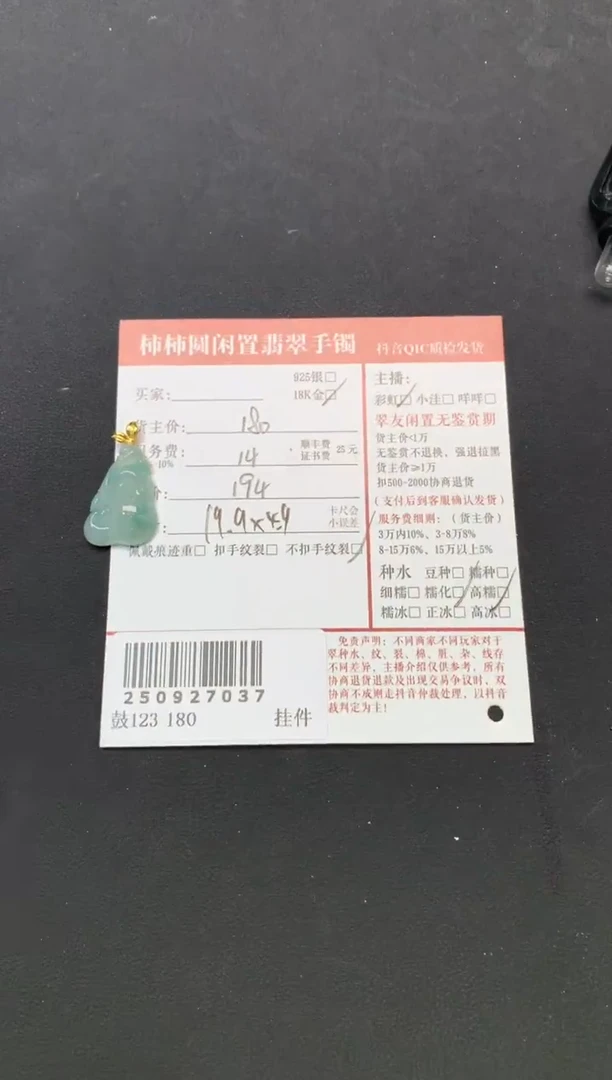 柿柿圆闲置翡翠手镯 抖音QIC质检发货
925银□
买家: 18K金□
货主价: 180
服务费: 14 顺丰费
10% 证书费 25元
价: 194
: 19.9×4.9 卡尺会
小误差
佩戴痕迹重□ 扣手纹裂□ 不扣手纹裂□
主播:
彩虹□ 小洼□ 咩咩□
翠友闲置无鉴赏期
货主价<1万
无鉴赏不退换, 强退拉黑
货主价≥1万
扣500-2000协商退货
(支付后到客服确认发货)
服务费细则: (货主价)
3万内10%、3-8万8%
8-15万6%、15万以上5%
种水 豆种□ 糯种□
细糯□ 糯化□ 高糯□
糯冰□ 正冰□ 高冰□
250927037
鼓123 180 挂件
免责声明: 不同商家不同玩家对于
翠种水、纹、裂、棉、脏、杂、线存
不同差异, 主播介绍仅供参考, 所有
协商退货退款及出现交易争议时, 双
协商不成则走抖音仲裁处理, 以抖音
裁判定为主!